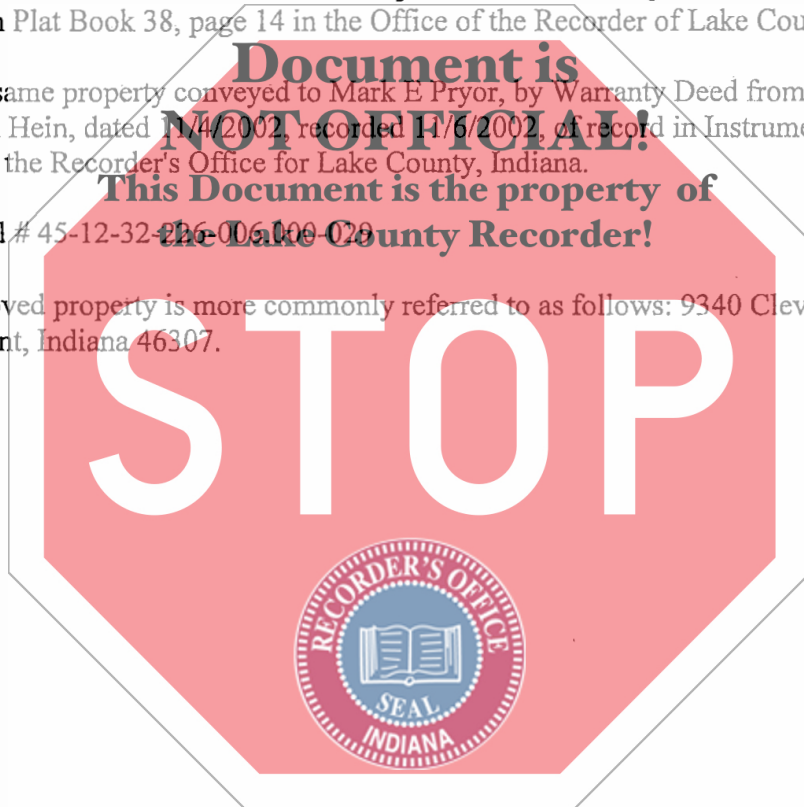 Plat Book 38, page 14 in the Office of the Recorder of Lake Cou
Document is
same property conveyed to Mark E Pryor, by Warranty Deed from
NOT OFFICIAL!
Hein, dated 11/4/2002, recorded 11/6/2002, of record in Instrume
the Recorder's Office for Lake County, Indiana.
This Document is the property of
# 45-12-32-226-006.000-029
the Lake County Recorder!
ved property is more commonly referred to as follows: 9340 Clev
nt, Indiana 46307.
STOP
RECORDER'S OFFICE
SEAL
INDIANA